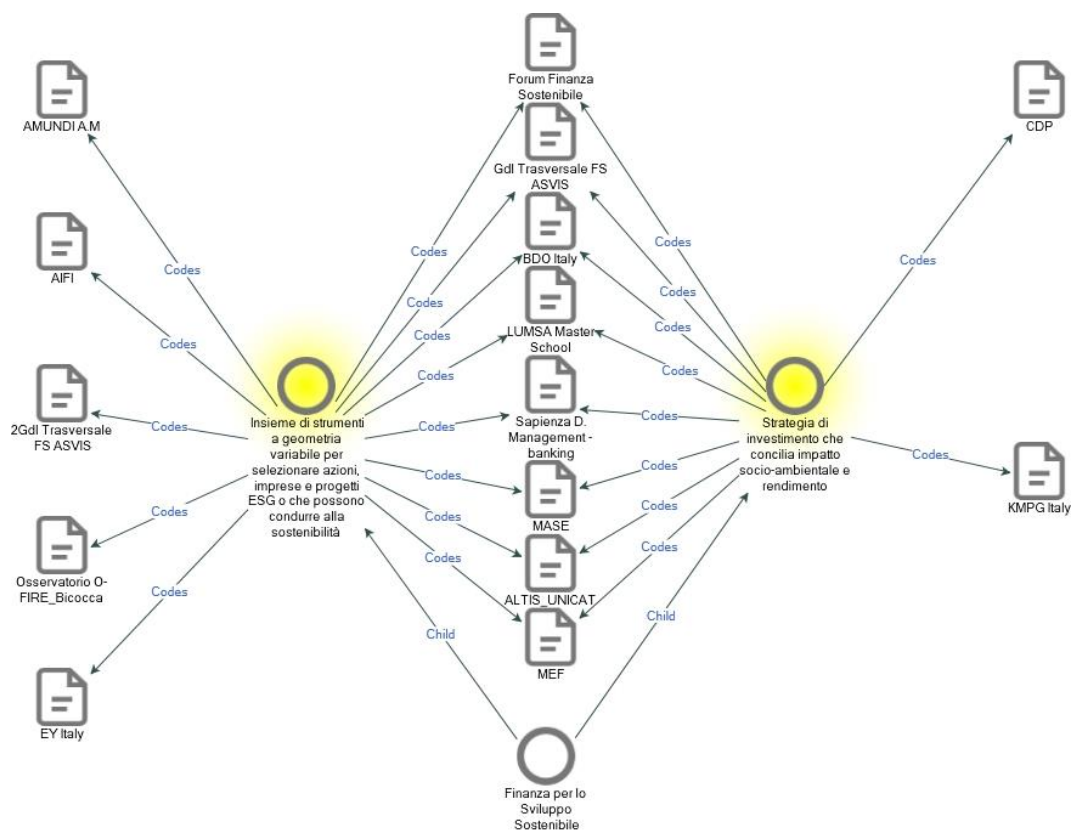 Forum Finanza
Sostenibile
AMUNDI A.M
CDP
Gdl Trasversale FS
ASVIS
Codes
Codes
Codes
Codes
BDO Italy
Codes
AIFI
Codes
Codes
Codes
Codes
Codes
LUMSA Master
School
Codes
Codes
Codes
2Gdl Trasversale
FS ASVIS
Codes
Insieme di strumenti
a geometria
variabile per
selezionare azioni,
imprese e progetti
ESG o che possono
condurre alla
sostenibilità
Codes
Sapienza D.
Management -
banking
Codes
Strategia di
investimento che
concilia impatto
socio-ambientale e
rendimento
Codes
Codes
Codes
MASE
KMPG Italy
Codes
Codes
Codes
Osservatorio O-
FIRE_Bicocca
Codes
Codes
Codes
ALTIS_UNICAT
Child
Child
MEF
EY Italy
Finanza per lo
Sviluppo
Sostenibile